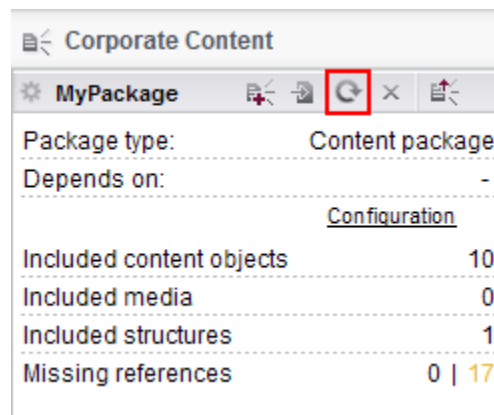 Corporate Content
MyPackage
Package type: Content package
Depends on: -
Configuration
Included content objects 10
Included media 0
Included structures 1
Missing references 0 | 17